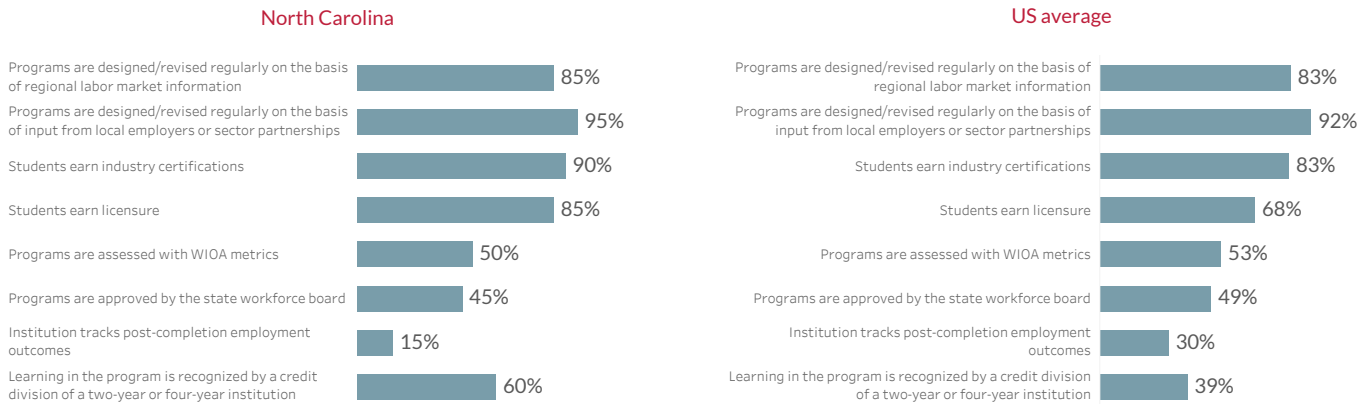 North Carolina
Programs are designed/revised regularly on the basis
of regional labor market information
85%
Programs are designed/revised regularly on the basis
of input from local employers or sector partnerships
95%
Students earn industry certifications
90%
Students earn licensure
85%
Programs are assessed with WIOA metrics
50%
Programs are approved by the state workforce board
45%
Institution tracks post-completion employment
outcomes
15%
Learning in the program is recognized by a credit
division of a two-year or four-year institution
60%
US average
Programs are designed/revised regularly on the basis of
regional labor market information
83%
Programs are designed/revised regularly on the basis of
input from local employers or sector partnerships
92%
Students earn industry certifications
83%
Students earn licensure
68%
Programs are assessed with WIOA metrics
53%
Programs are approved by the state workforce board
49%
Institution tracks post-completion employment
outcomes
30%
Learning in the program is recognized by a credit division
of a two-year or four-year institution
39%